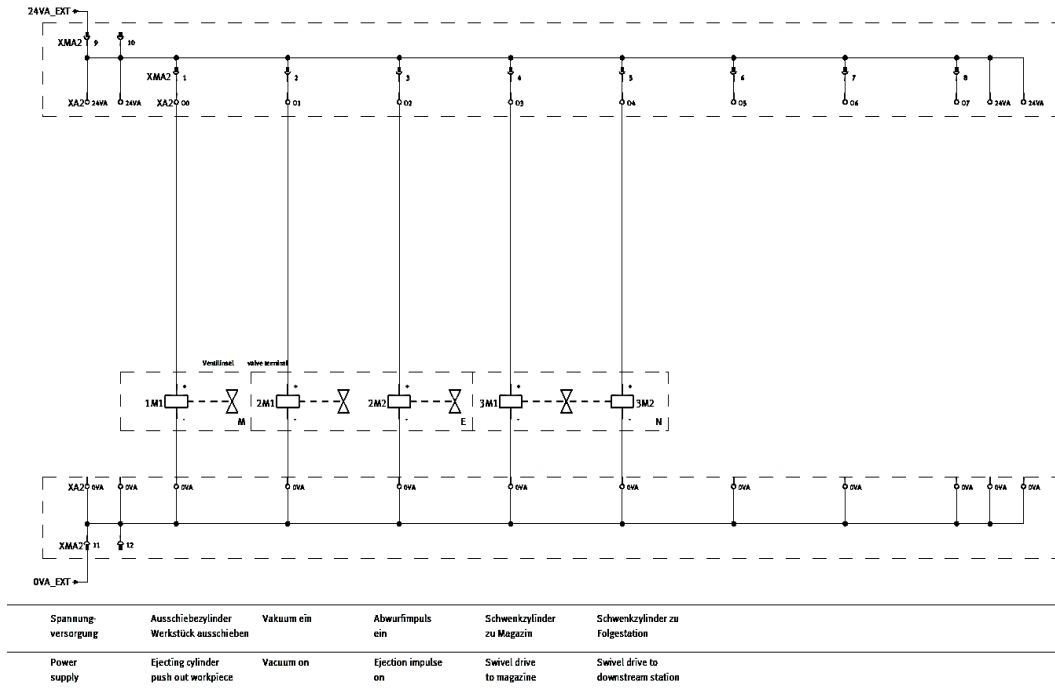 24VA_EXT
XMA2 9 10
XMA2 1 2 3 4 5 6 7 8
XA2 24VA 24VA XA2 O0 O1 O2 O3 O4 O5 O6 O7 24VA 24VA
Ventilinsel valve terminal
+ + + + +
1M1 2M1 2M2 3M1 3M2
- - - - -
M E N
XA2 0VA 0VA 0VA 0VA 0VA 0VA 0VA 0VA 0VA 0VA 0VA 0VA
XMA2 11 12
0VA_EXT
Spannung- Ausschiebezylinder Vakuum ein Abwurfimpuls Schwenkzylinder Schwenkzylinder zu
versorgung Werkstück ausschieben ein zu Magazin Folgestation
Power Ejecting cylinder Vacuum on Ejection impulse Swivel drive Swivel drive to
supply push out workpiece on to magazine downstream station